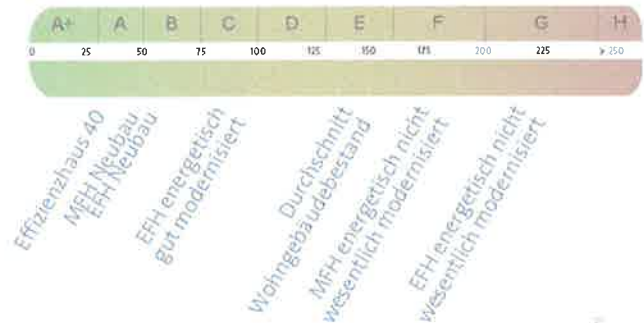 A+ A B C D E F G H
0 25 50 75 100 125 150 175 200 225 > 250
Effizienzhaus 40
MFH Neubau
EFH Neubau
EFH energetisch
gut modernisiert
Durchschnitt
Wohngebäudebestand
MFH energetisch nicht
wesentlich modernisiert
EFH energetisch nicht
wesentlich modernisiert